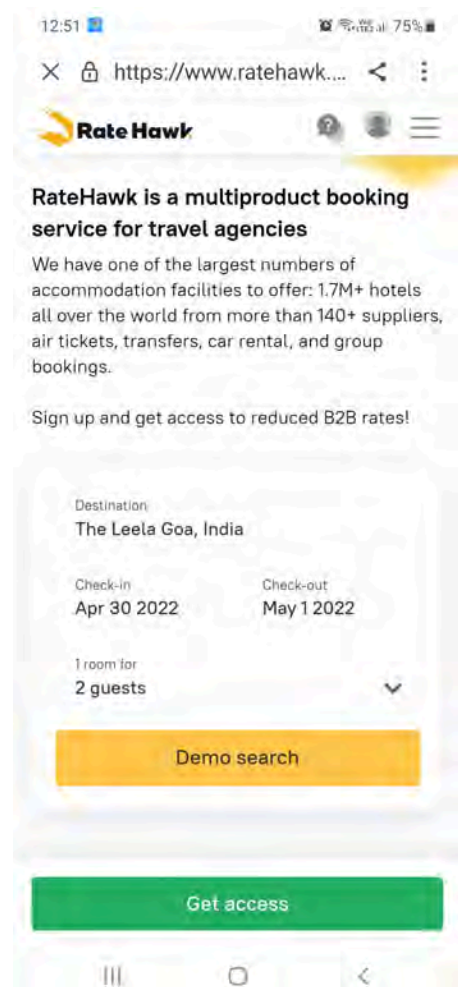 12:51 75%
https://www.ratehawk....
Rate Hawk
RateHawk is a multiproduct booking
service for travel agencies
We have one of the largest numbers of
accommodation facilities to offer: 1.7M+ hotels
all over the world from more than 140+ suppliers,
air tickets, transfers, car rental, and group
bookings.
Sign up and get access to reduced B2B rates!
Destination
The Leela Goa, India
Check-in Check-out
Apr 30 2022 May 1 2022
1 room for
2 guests
Demo search
Get access